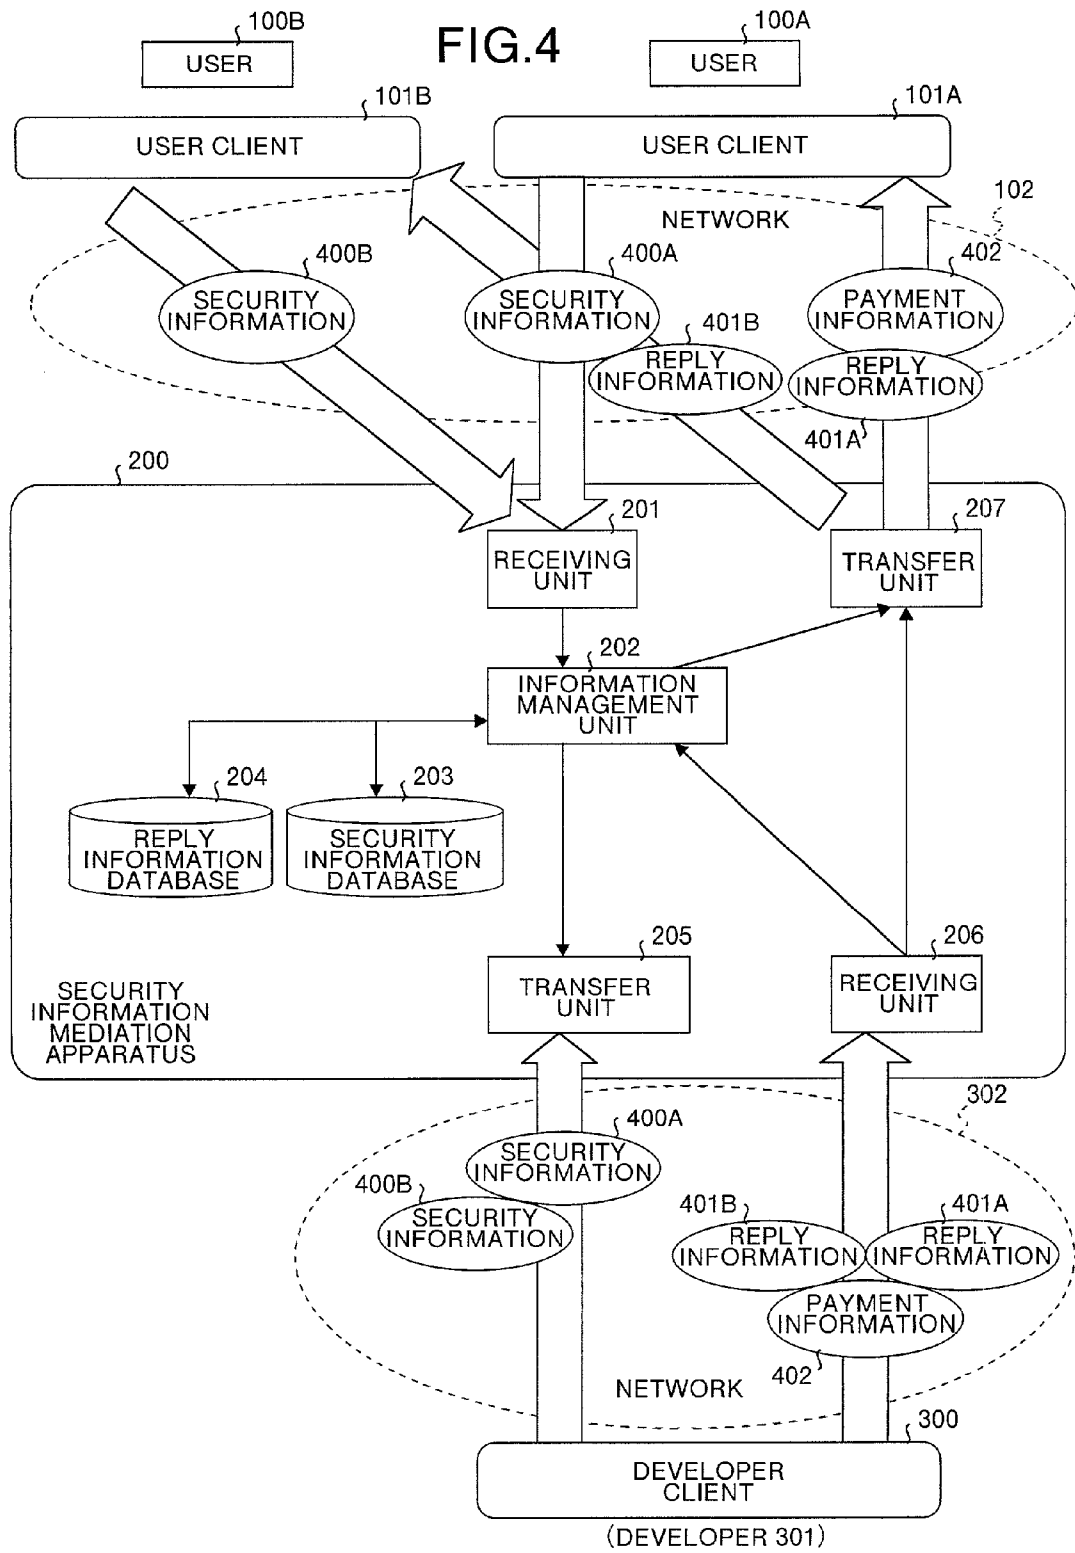 100B
FIG.4
100A
USER
USER
101B
101A
USER CLIENT
USER CLIENT
102
NETWORK
400B
400A
402
SECURITY
INFORMATION
SECURITY
INFORMATION
PAYMENT
INFORMATION
401B
REPLY
INFORMATION
REPLY
INFORMATION
401A
200
201
207
RECEIVING
UNIT
TRANSFER
UNIT
202
INFORMATION
MANAGEMENT
UNIT
204
203
REPLY
INFORMATION
DATABASE
SECURITY
INFORMATION
DATABASE
205
206
TRANSFER
UNIT
RECEIVING
UNIT
SECURITY
INFORMATION
MEDIATION
APPARATUS
302
400A
SECURITY
INFORMATION
400B
SECURITY
INFORMATION
401B
401A
REPLY
INFORMATION
REPLY
INFORMATION
PAYMENT
INFORMATION
402
NETWORK
300
DEVELOPER
CLIENT
(DEVELOPER 301)